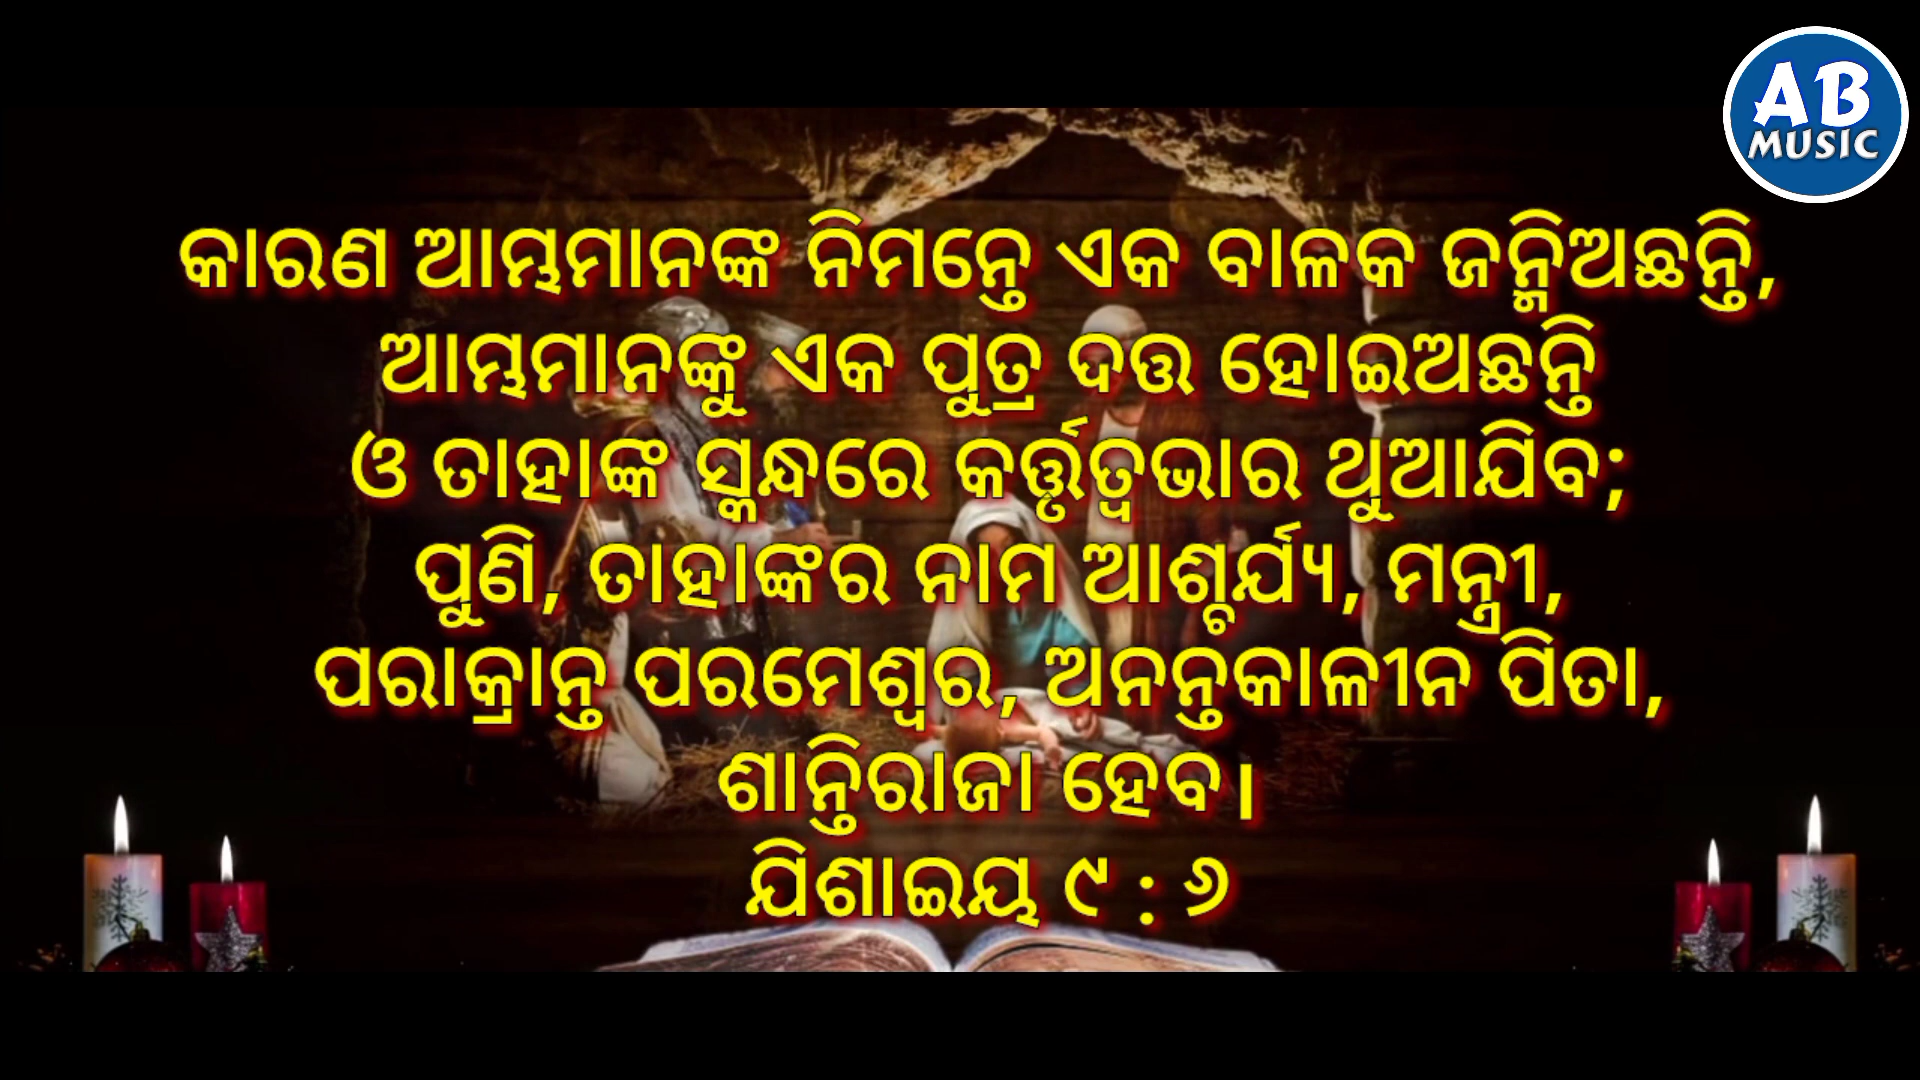 AB
MUSIC
କାରଣ ଆମ୍ଭମାନଙ୍କ ନିମନ୍ତେ ଏକ ବାଳକ ଜନ୍ମିଅଛନ୍ତି,
ଆମ୍ଭମାନଙ୍କୁ ଏକ ପୁତ୍ର ଦତ୍ତ ହୋଇଅଛନ୍ତି
ଓ ତାହାଙ୍କ ସ୍କନ୍ଧରେ କର୍ତ୍ତୃତ୍ୱଭାର ଥୁଆଯିବ;
ପୁଣି, ତାହାଙ୍କର ନାମ ଆଶ୍ଚର୍ଯ୍ୟ, ମନ୍ତ୍ରୀ,
ପରାକ୍ରାନ୍ତ ପରମେଶ୍ୱର, ଅନନ୍ତକାଳୀନ ପିତା,
ଶାନ୍ତିରାଜା ହେବ।
ଯିଶାଇୟ ୯ : ୬